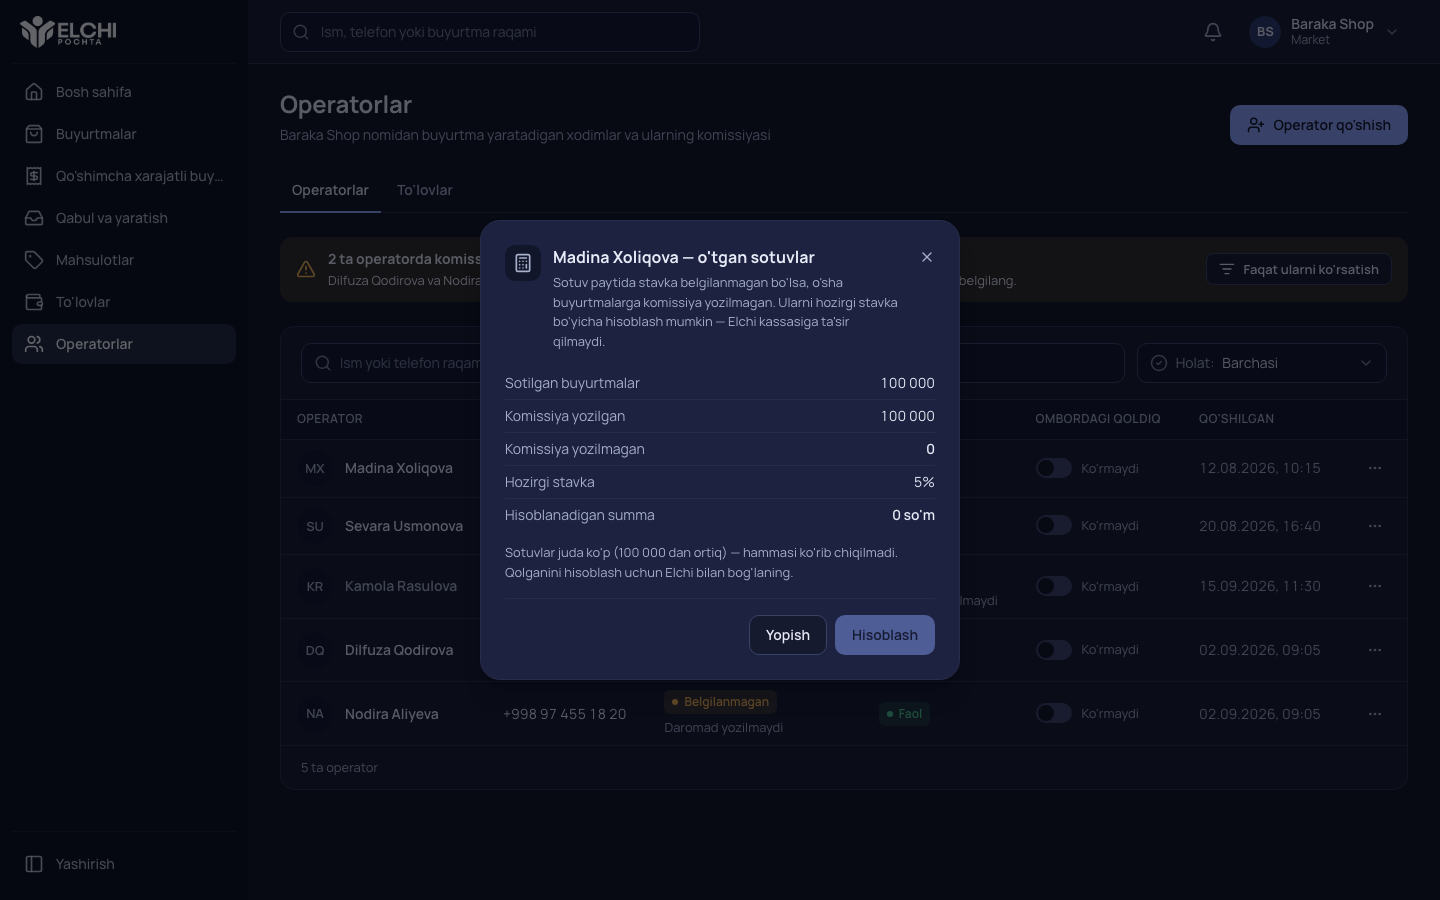 ELCHI
POCHTA
Ism, telefon yoki buyurtma raqami
BS
Baraka Shop
Market
Bosh sahifa
Buyurtmalar
Qo'shimcha xarajatli buy...
Qabul va yaratish
Mahsulotlar
To'lovlar
Operatorlar
Yashirish
Operatorlar
Baraka Shop nomidan buyurtma yaratadigan xodimlar va ularning komissiyasi
Operator qo'shish
Operatorlar
To'lovlar
2 ta operatorda komiss
Dilfuza Qodirova va Nodira
belgilang.
Faqat ularni ko'rsatish
Ism yoki telefon raqam
Holat: Barchasi
OPERATOR
OMBORDAGI QOLDIQ
QO'SHILGAN
MX Madina Xoliqova
Ko'rmaydi
12.08.2026, 10:15
SU Sevara Usmonova
Ko'rmaydi
20.08.2026, 16:40
KR Kamola Rasulova
lmaydi
Ko'rmaydi
15.09.2026, 11:30
DQ Dilfuza Qodirova
Ko'rmaydi
02.09.2026, 09:05
NA Nodira Aliyeva
+998 97 455 18 20
Belgilanmagan
Daromad yozilmaydi
Faol
Ko'rmaydi
02.09.2026, 09:05
5 ta operator
Madina Xoliqova — o'tgan sotuvlar
Sotuv paytida stavka belgilanmagan bo'lsa, o'sha
buyurtmalarga komissiya yozilmagan. Ularni hozirgi stavka
bo'yicha hisoblash mumkin — Elchi kassasiga ta'sir
qilmaydi.
Sotilgan buyurtmalar 100 000
Komissiya yozilgan 100 000
Komissiya yozilmagan 0
Hozirgi stavka 5%
Hisoblanadigan summa 0 so'm
Sotuvlar juda ko'p (100 000 dan ortiq) — hammasi ko'rib chiqilmadi.
Qolganini hisoblash uchun Elchi bilan bog'laning.
Yopish
Hisoblash